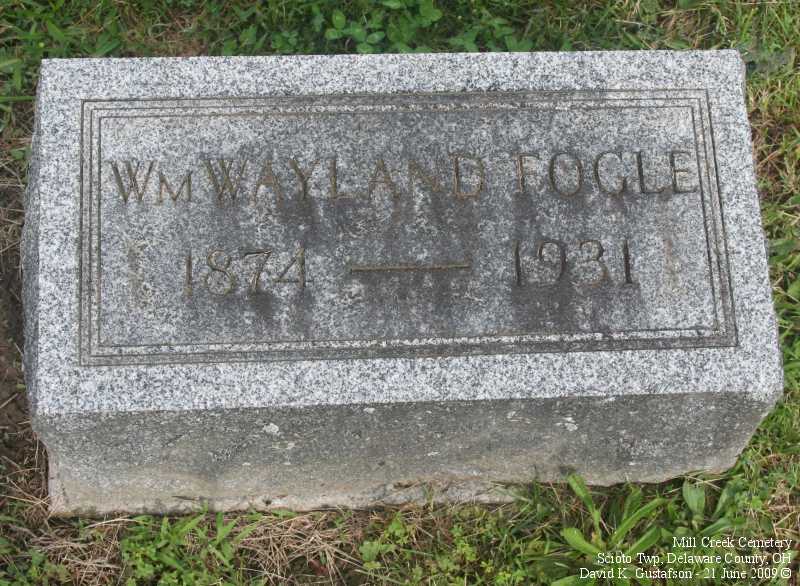 Wm WAYLAND FOGLE
1874 — 1931
Mill Creek Cemetery
Scioto Twp, Delaware County, OH
David K. Gustafson - 21 June 2009 ©